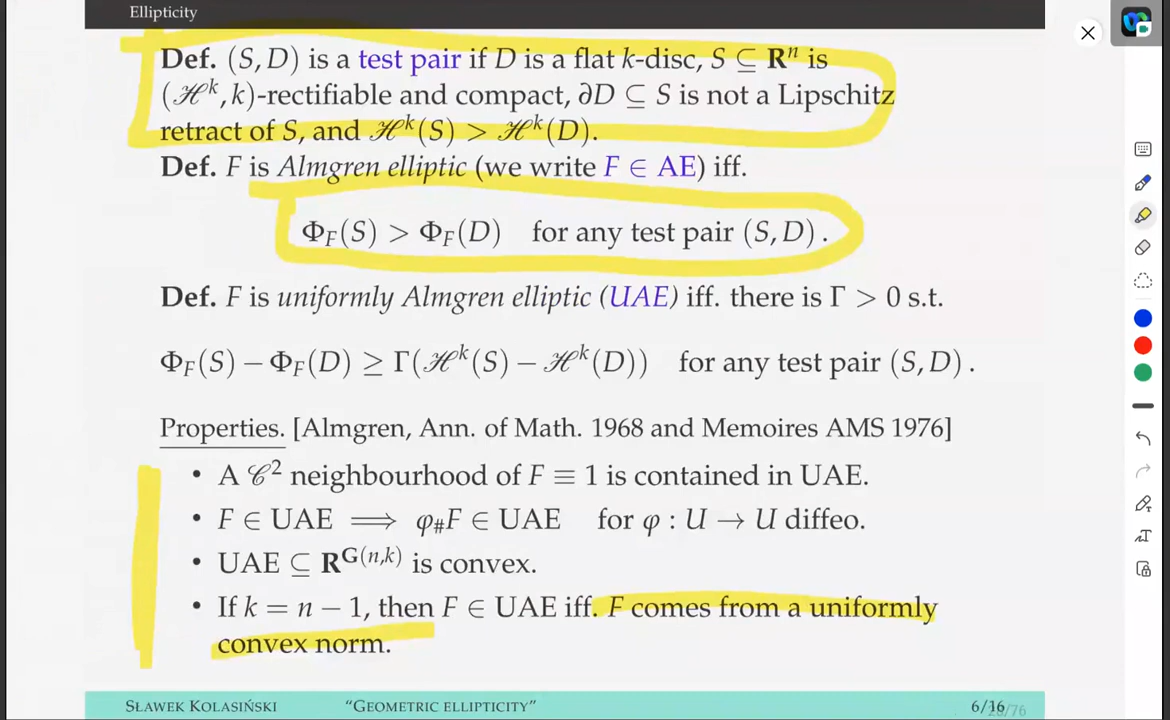 Ellipticity
Def. (S, D) is a test pair if D is a flat k-disc, S ⊆ Rⁿ is
(ℋᵏ, k)-rectifiable and compact, ∂D ⊆ S is not a Lipschitz
retract of S, and ℋᵏ(S) > ℋᵏ(D).
Def. F is Almgren elliptic (we write F ∈ AE) iff.
Φ_F(S) > Φ_F(D) for any test pair (S, D).
Def. F is uniformly Almgren elliptic (UAE) iff. there is Γ > 0 s.t.
Φ_F(S) − Φ_F(D) ≥ Γ(ℋᵏ(S) − ℋᵏ(D)) for any test pair (S, D).
Properties. [Almgren, Ann. of Math. 1968 and Memoires AMS 1976]
• A 𝒞² neighbourhood of F ≡ 1 is contained in UAE.
• F ∈ UAE ⟹ φ_#F ∈ UAE for φ : U → U diffeo.
• UAE ⊆ R^G(n,k) is convex.
• If k = n − 1, then F ∈ UAE iff. F comes from a uniformly
convex norm.
SŁAWEK KOLASIŃSKI "GEOMETRIC ELLIPTICITY" 6/16